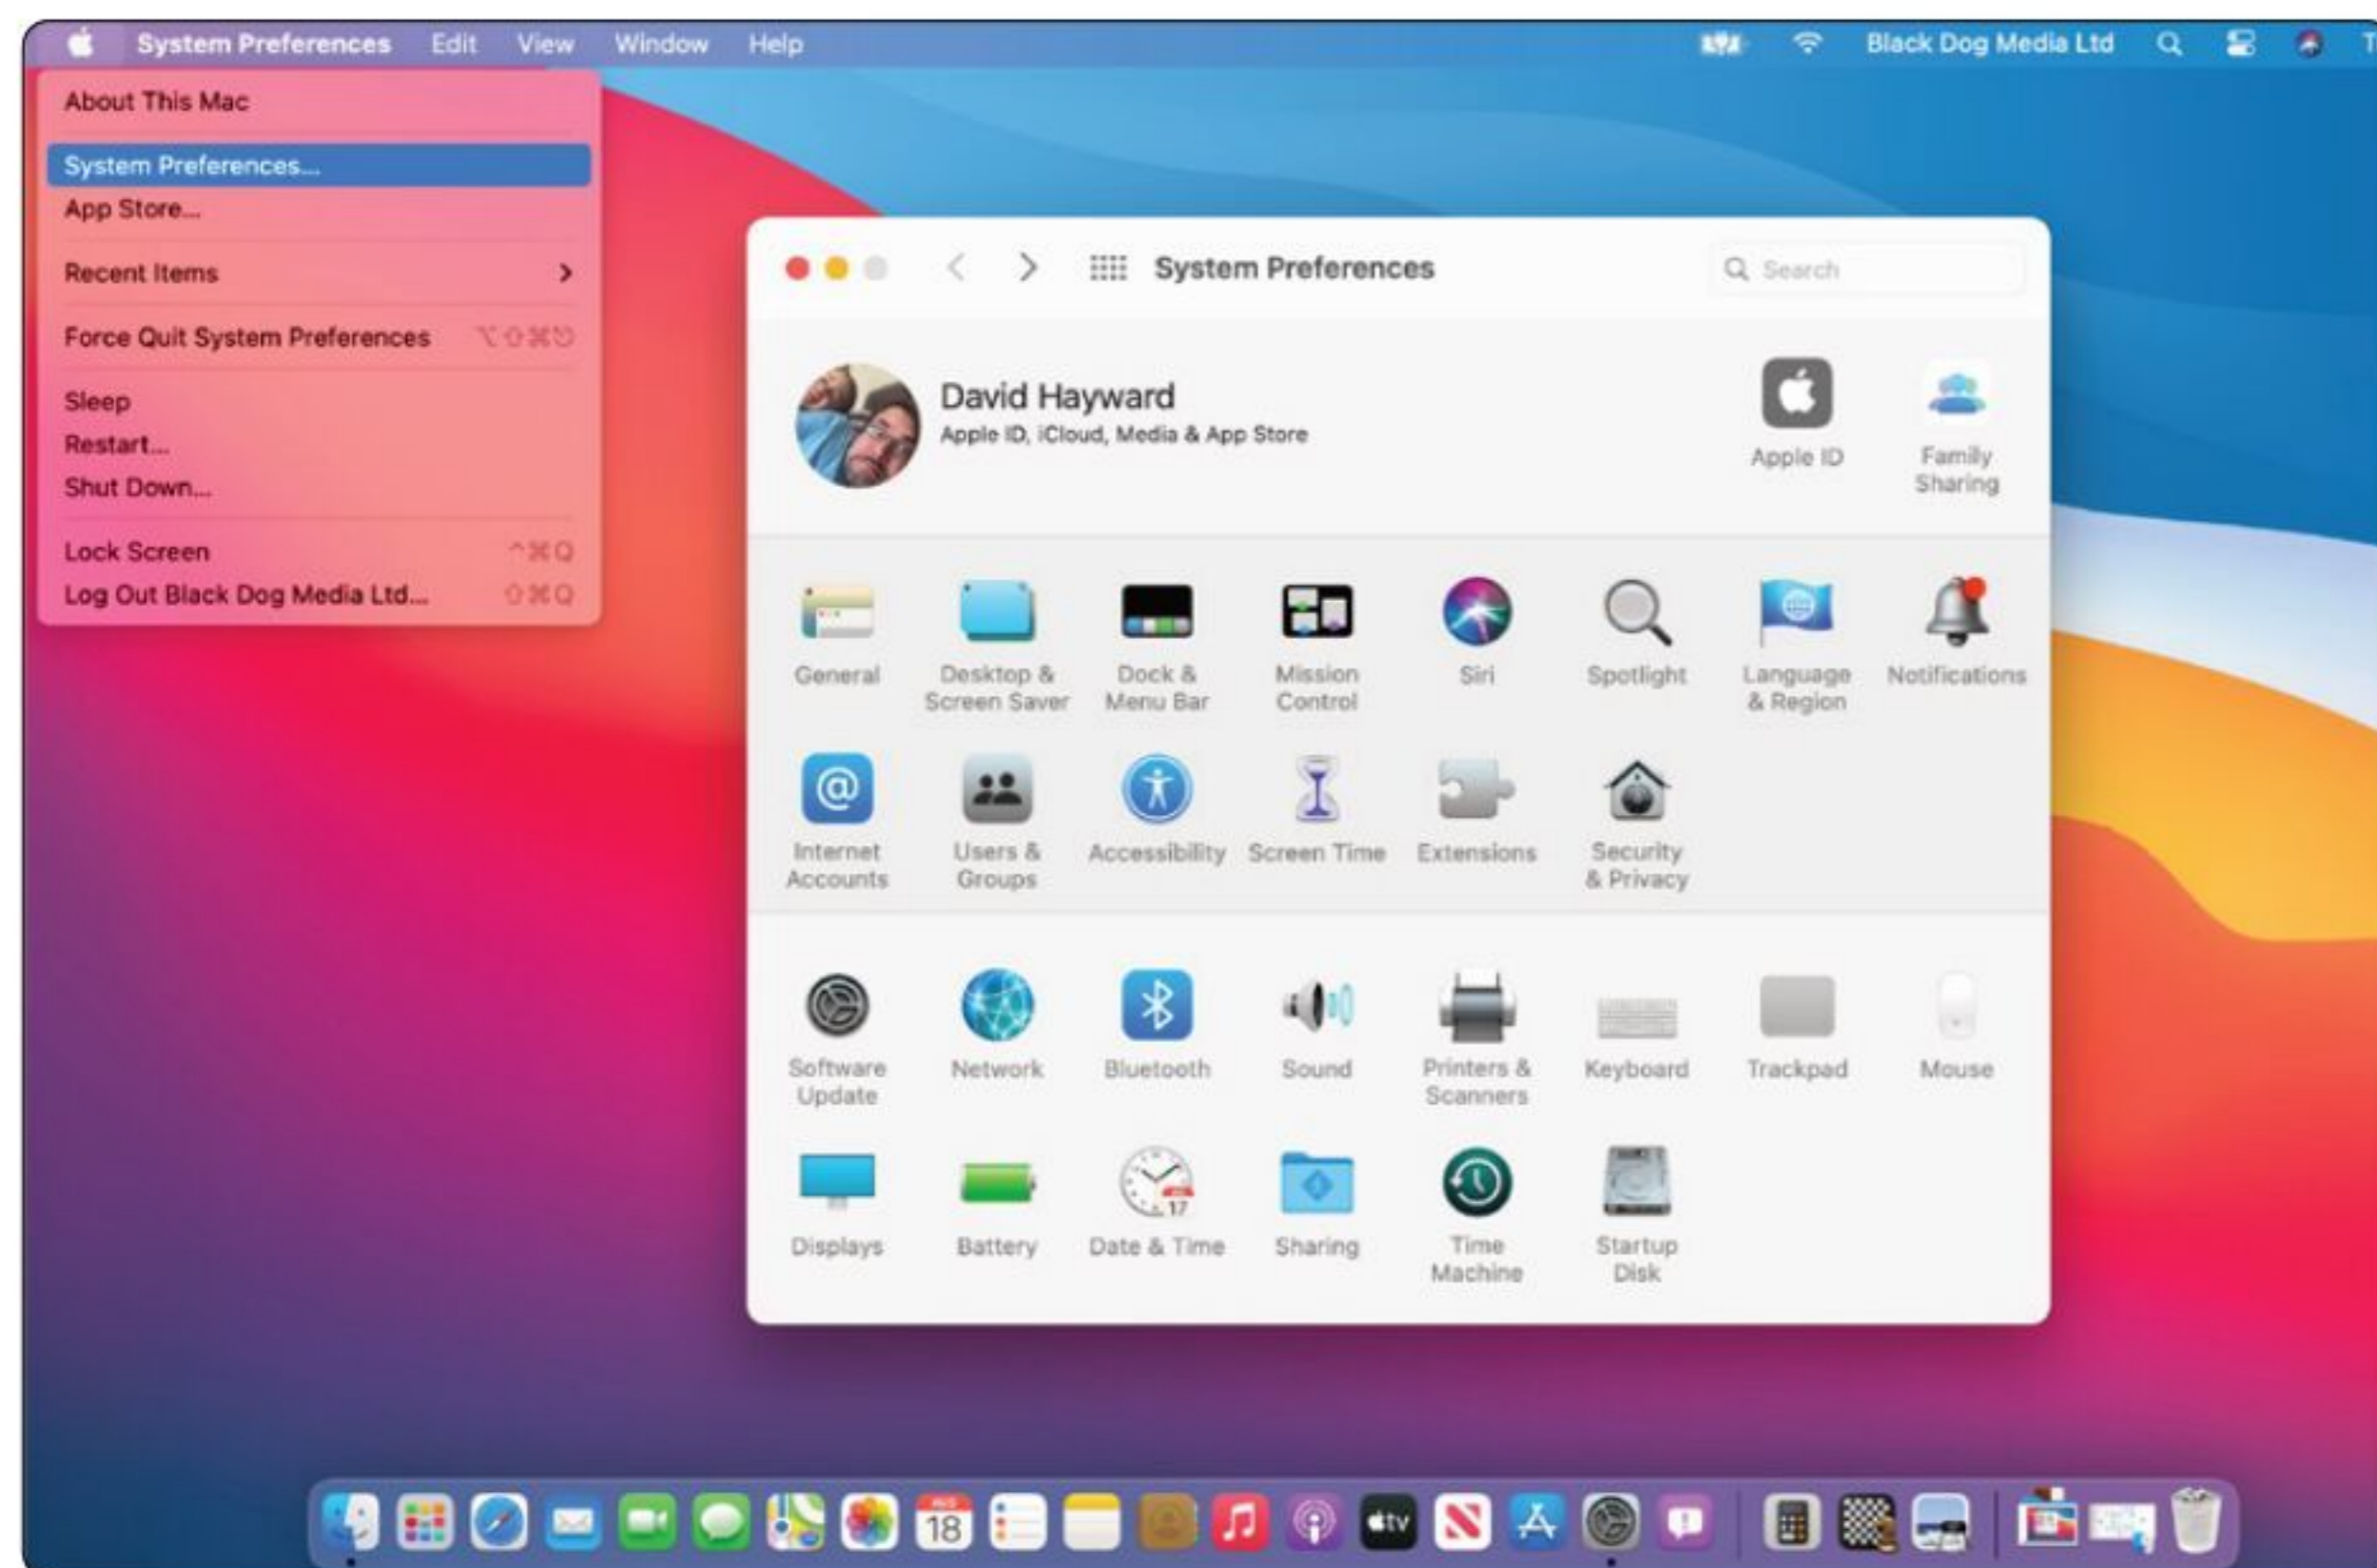 System Preferences Edit View Window Help Black Dog Media Ltd
About This Mac
System Preferences...
App Store...
Recent Items
Force Quit System Preferences ⌥⇧⌘⎋
Sleep
Restart...
Shut Down...
Lock Screen ^⌘Q
Log Out Black Dog Media Ltd... ⇧⌘Q
System Preferences Search
David Hayward
Apple ID, iCloud, Media & App Store
Apple ID
Family
Sharing
General
Desktop &
Screen Saver
Dock &
Menu Bar
Mission
Control
Siri
Spotlight
Language
& Region
Notifications
Internet
Accounts
Users &
Groups
Accessibility
Screen Time
Extensions
Security
& Privacy
Software
Update
Network
Bluetooth
Sound
Printers &
Scanners
Keyboard
Trackpad
Mouse
Displays
Battery
17
Date & Time
Sharing
Time
Machine
Startup
Disk
18
tv